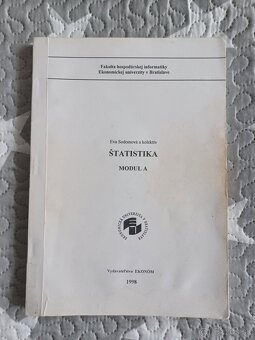 Fakulta hospodárskej informatiky
Ekonomickej univerzity v Bratislave
Eva Sodomová a kolektív
ŠTATISTIKA
MODUL A
Vydavateľstvo EKONÓM
1998